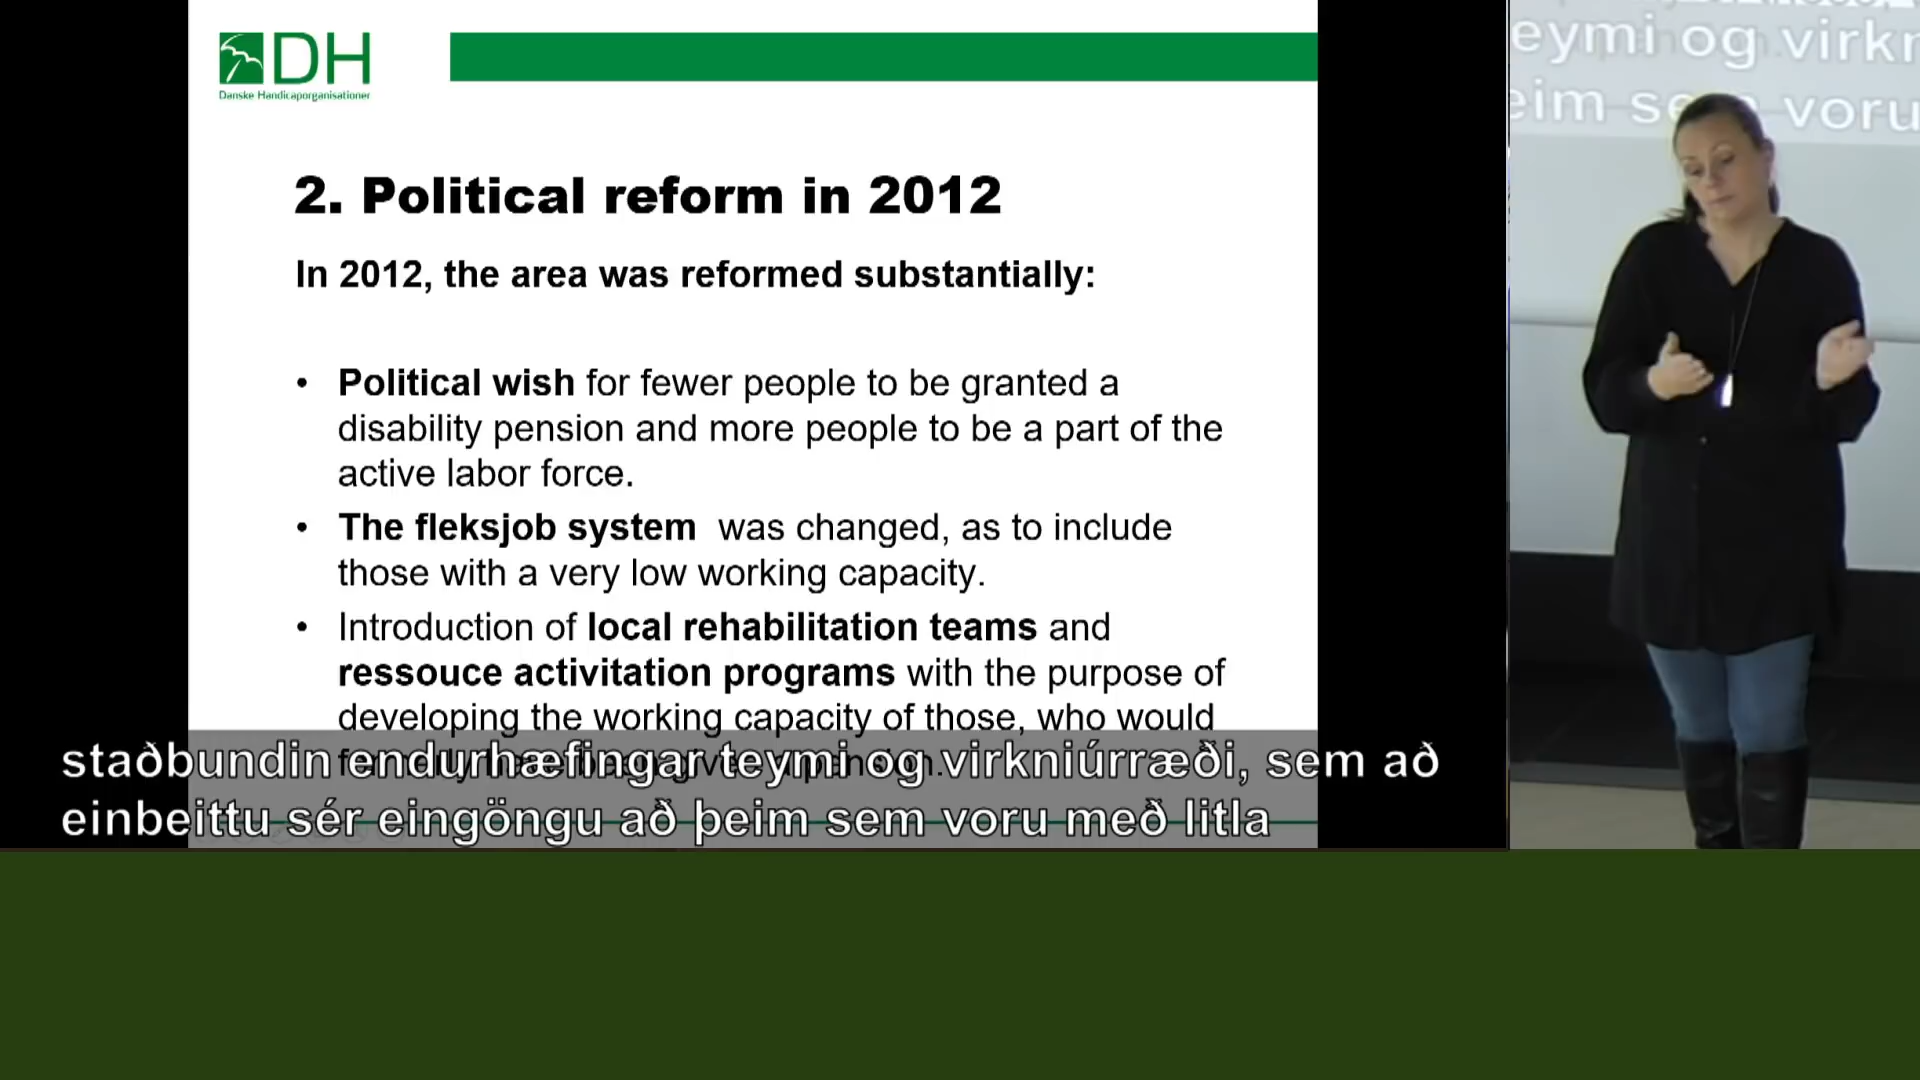 DH
Danske Handicaporganisationer
2. Political reform in 2012
In 2012, the area was reformed substantially:
• Political wish for fewer people to be granted a
disability pension and more people to be a part of the
active labor force.
• The fleksjob system was changed, as to include
those with a very low working capacity.
• Introduction of local rehabilitation teams and
ressouce activitation programs with the purpose of
developing the working capacity of those, who would
staðbundin endurhæfingar teymi og virkniúrræði, sem að
einbeittu sér eingöngu að þeim sem voru með litla
eymi og virkn
eim se voru